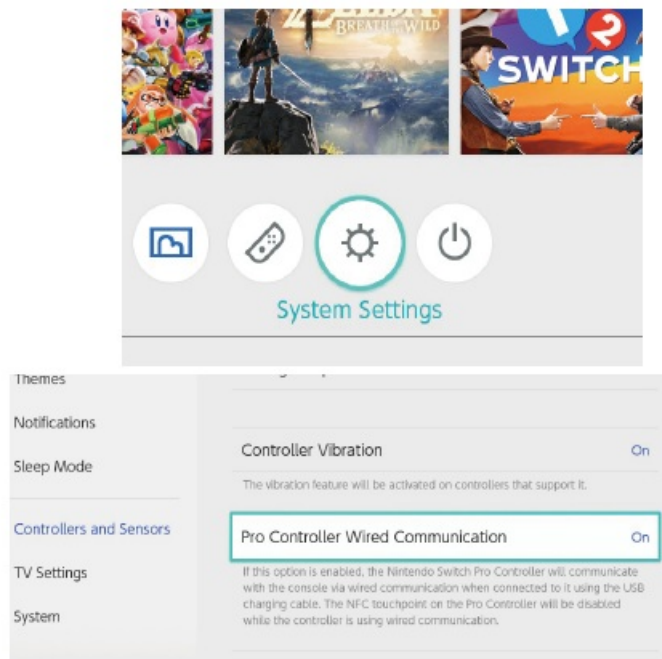 BREATH OF THE WILD
1 2
SWITCH
System Settings
Themes
Notifications
Sleep Mode
Controllers and Sensors
TV Settings
System
Controller Vibration On
The vibration feature will be activated on controllers that support it.
Pro Controller Wired Communication On
If this option is enabled, the Nintendo Switch Pro Controller will communicate
with the console via wired communication when connected to it using the USB
charging cable. The NFC touchpoint on the Pro Controller will be disabled
while the controller is using wired communication.